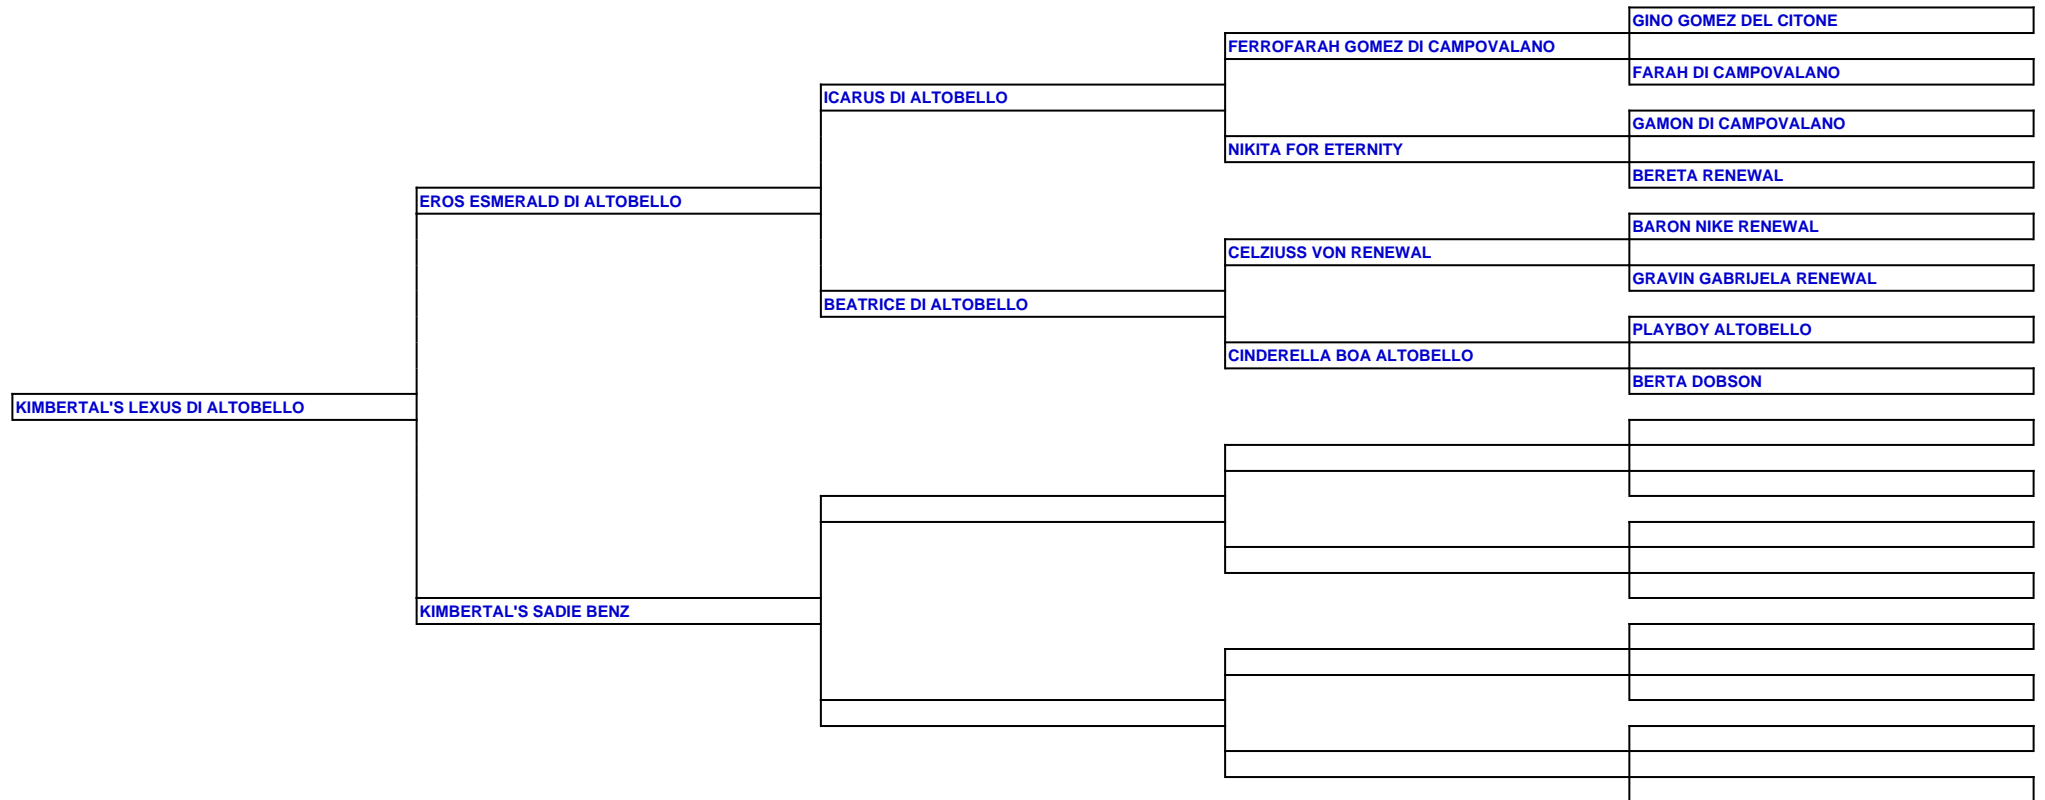 GINO GOMEZ DEL CITONE
FERROFARAH GOMEZ DI CAMPOVALANO
FARAH DI CAMPOVALANO
ICARUS DI ALTOBELLO
GAMON DI CAMPOVALANO
NIKITA FOR ETERNITY
BERETA RENEWAL
EROS ESMERALD DI ALTOBELLO
BARON NIKE RENEWAL
CELZIUSS VON RENEWAL
GRAVIN GABRIJELA RENEWAL
BEATRICE DI ALTOBELLO
PLAYBOY ALTOBELLO
CINDERELLA BOA ALTOBELLO
BERTA DOBSON
KIMBERTAL'S LEXUS DI ALTOBELLO
KIMBERTAL'S SADIE BENZ